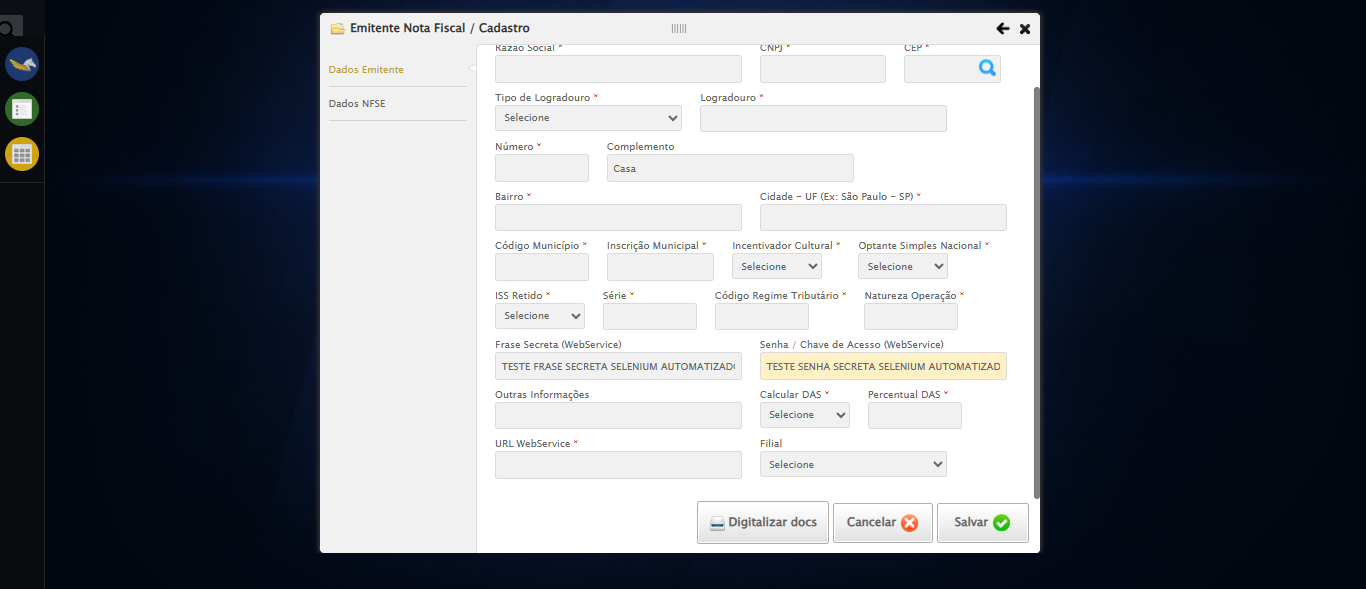 Emitente Nota Fiscal / Cadastro
Dados Emitente
Dados NFSE
Razão Social * CNPJ * CEP *
Tipo de Logradouro * Logradouro *
Selecione
Número * Complemento
Casa
Bairro * Cidade - UF (Ex: São Paulo - SP) *
Código Município * Inscrição Municipal * Incentivador Cultural * Optante Simples Nacional *
Selecione Selecione
ISS Retido * Série * Código Regime Tributário * Natureza Operação *
Selecione
Frase Secreta (WebService) Senha / Chave de Acesso (WebService)
TESTE FRASE SECRETA SELENIUM AUTOMATIZADO TESTE SENHA SECRETA SELENIUM AUTOMATIZAD
Outras Informações Calcular DAS * Percentual DAS *
Selecione
URL WebService * Filial
Selecione
Digitalizar docs Cancelar Salvar